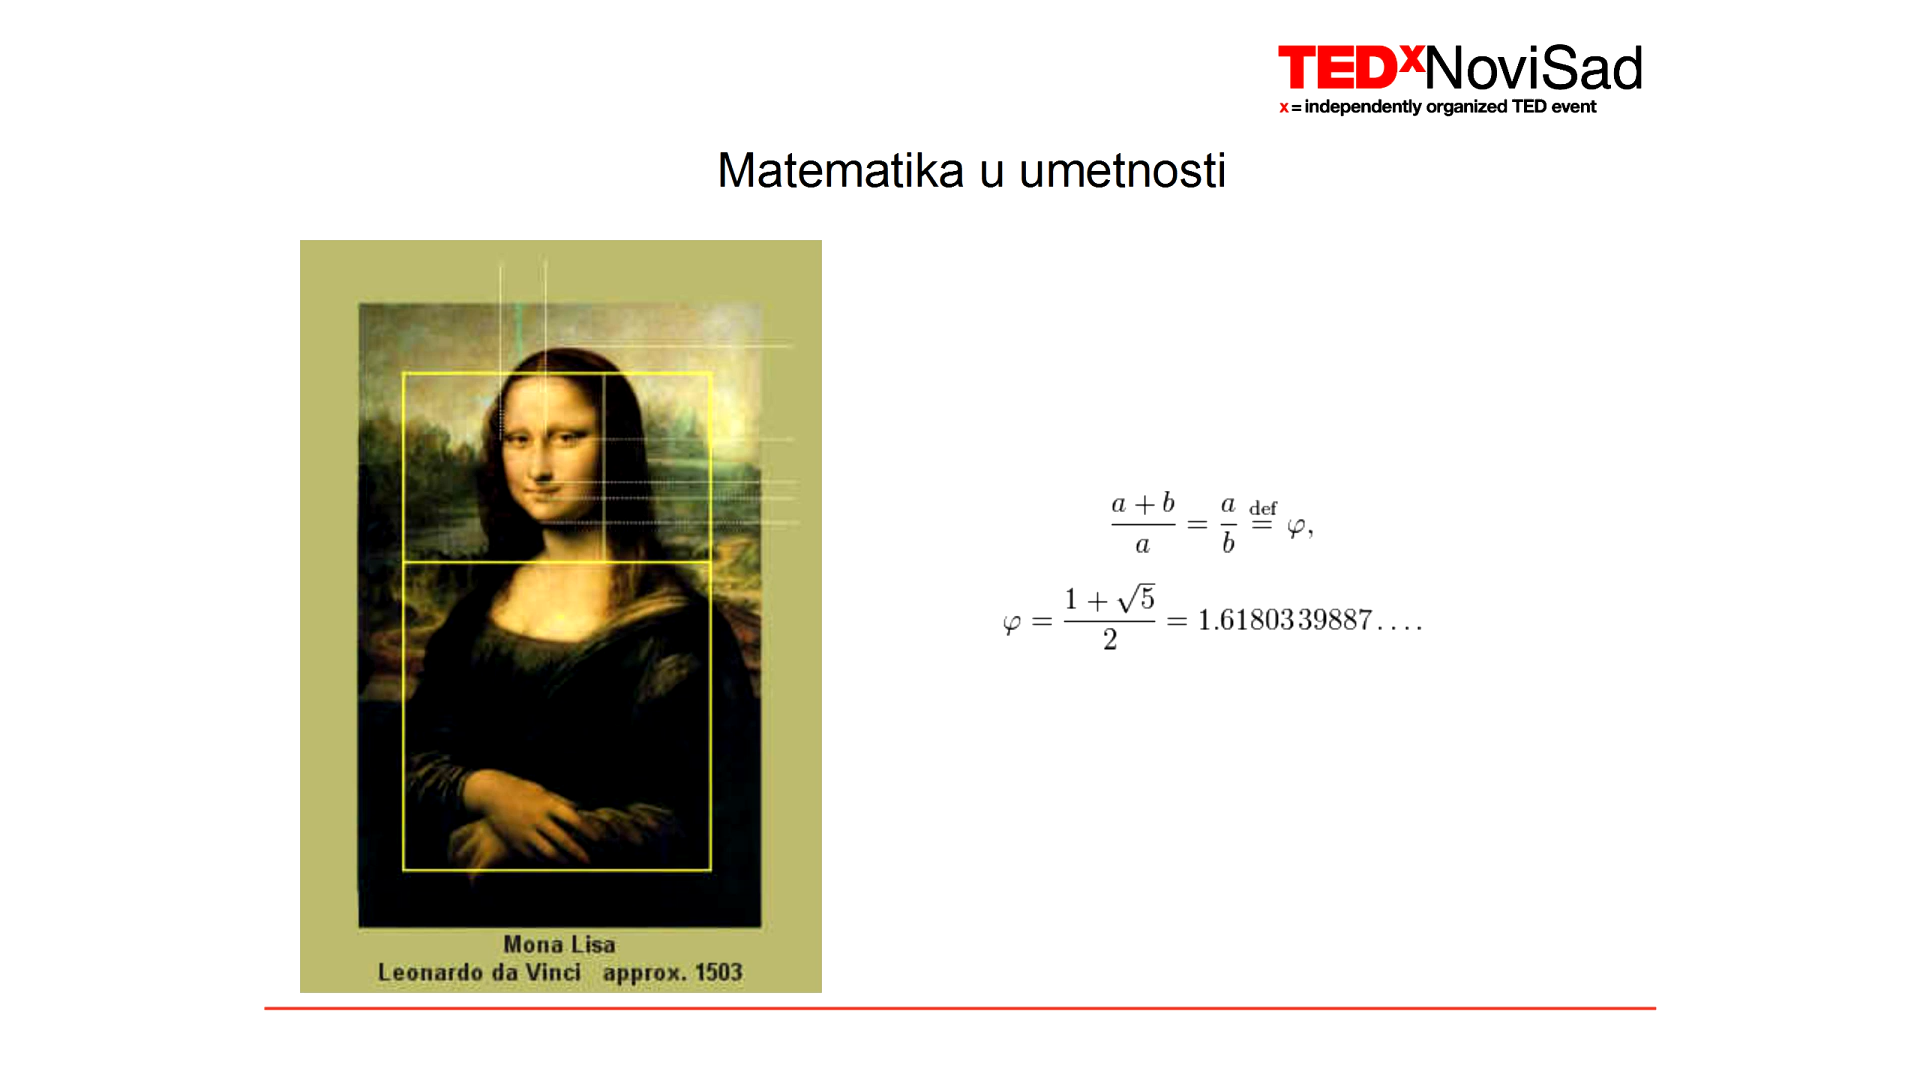 TEDxNoviSad
x = independently organized TED event
Matematika u umetnosti
(a + b)/a = a/b def= φ,
φ = (1 + √5)/2 = 1.6180339887....
Mona Lisa
Leonardo da Vinci approx. 1503